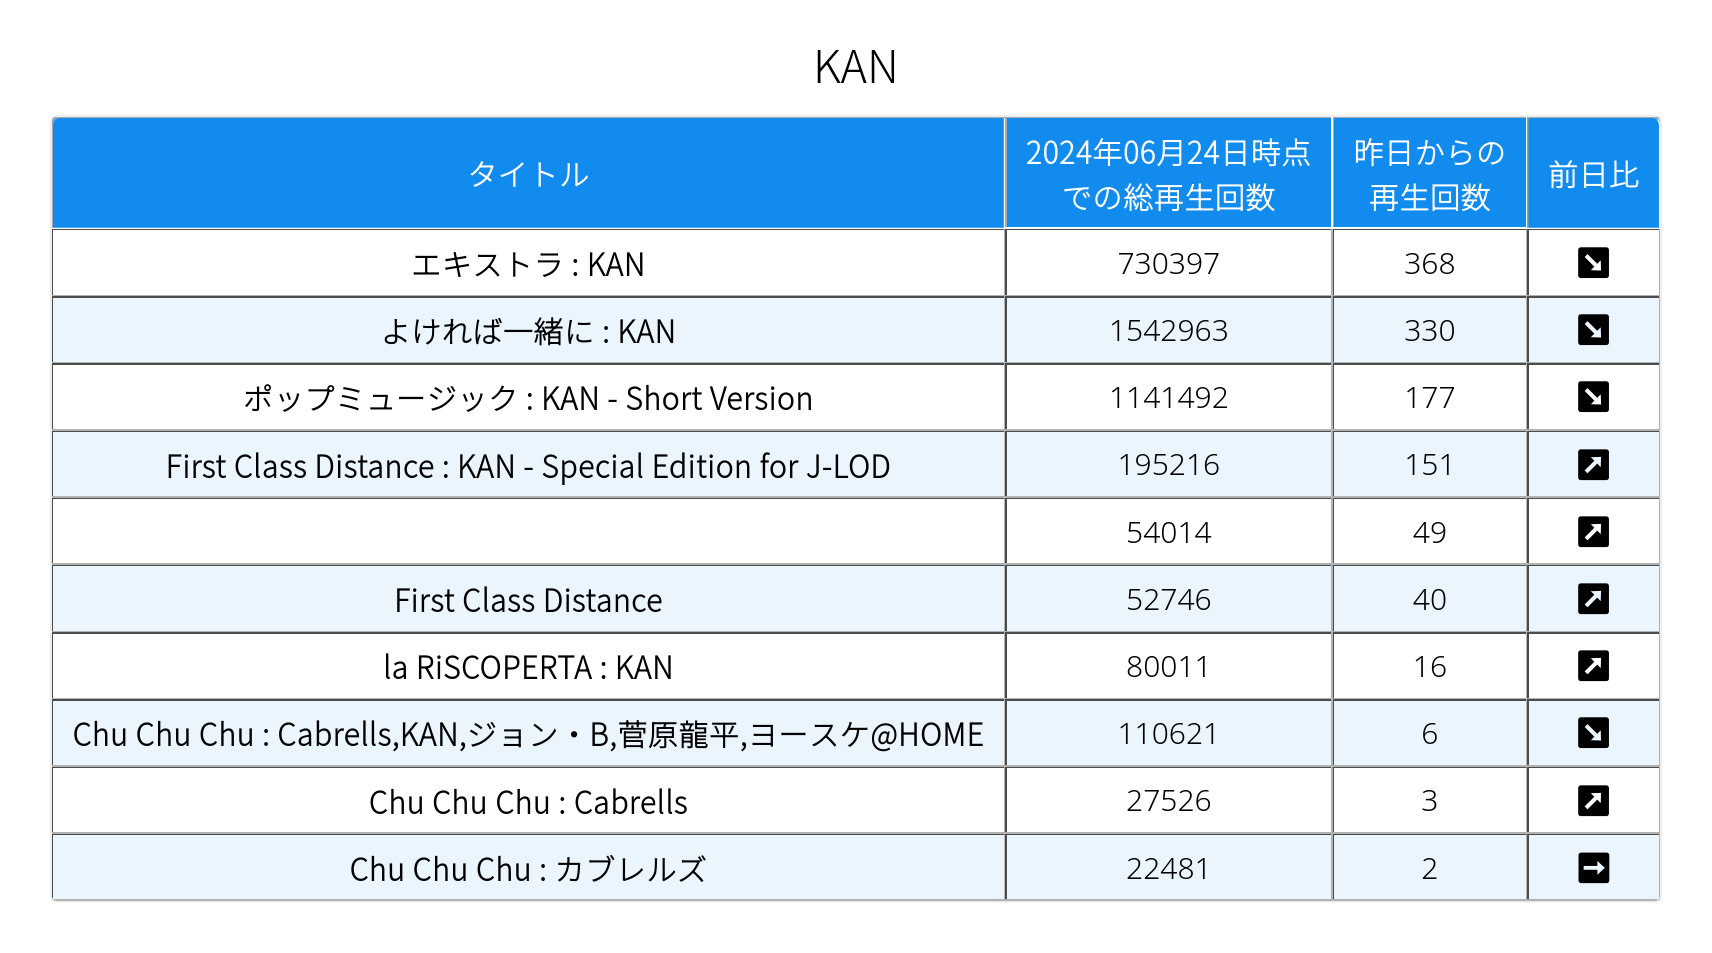 KAN
タイトル
2024年06月24日時点
での総再生回数
昨日からの
再生回数
前日比
エキストラ : KAN 730397 368
よければ一緒に : KAN 1542963 330
ポップミュージック : KAN - Short Version 1141492 177
First Class Distance : KAN - Special Edition for J-LOD 195216 151
54014 49
First Class Distance 52746 40
la RiSCOPERTA : KAN 80011 16
Chu Chu Chu : Cabrells,KAN,ジョン・B,菅原龍平,ヨースケ@HOME 110621 6
Chu Chu Chu : Cabrells 27526 3
Chu Chu Chu : カブレルズ 22481 2